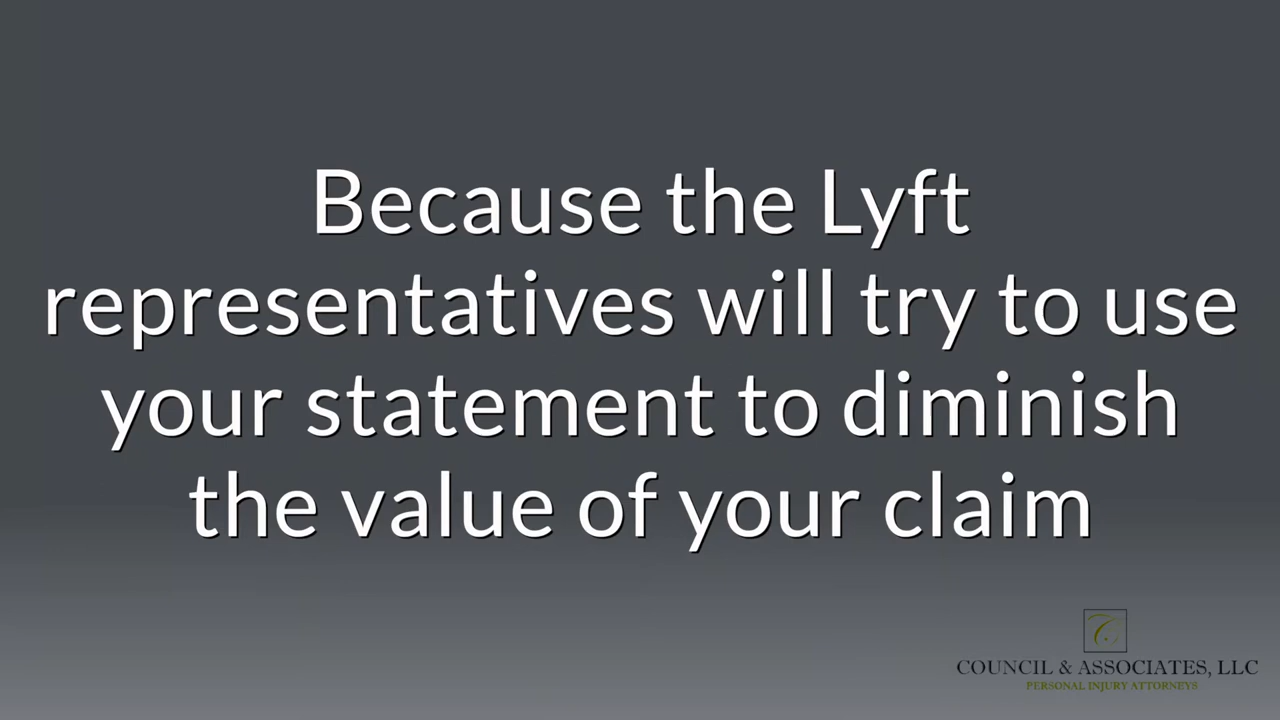 Because the Lyft
representatives will try to use
your statement to diminish
the value of your claim
COUNCIL & ASSOCIATES, LLC
PERSONAL INJURY ATTORNEYS